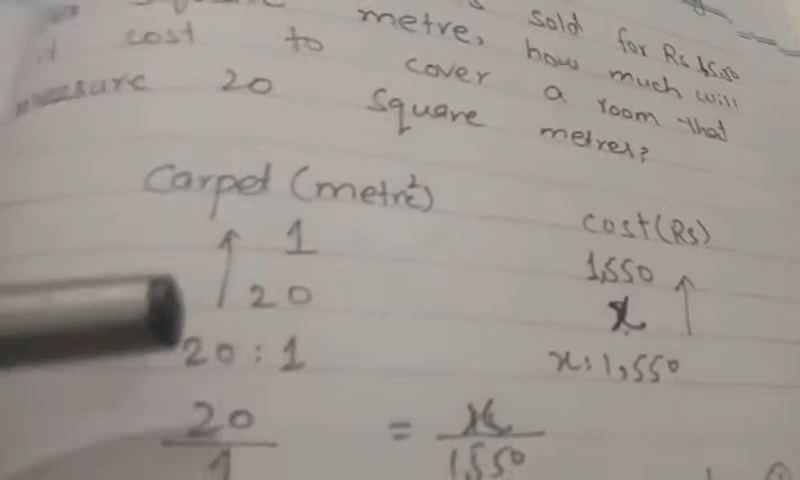 sold for Rs 1,550
metre, how much will
it cost to cover a room that
measure 20 square metres?
Carpet (metre²)
cost (Rs)
1
1,550
20
x
20 : 1
x : 1,550
20/1 = x/1,550